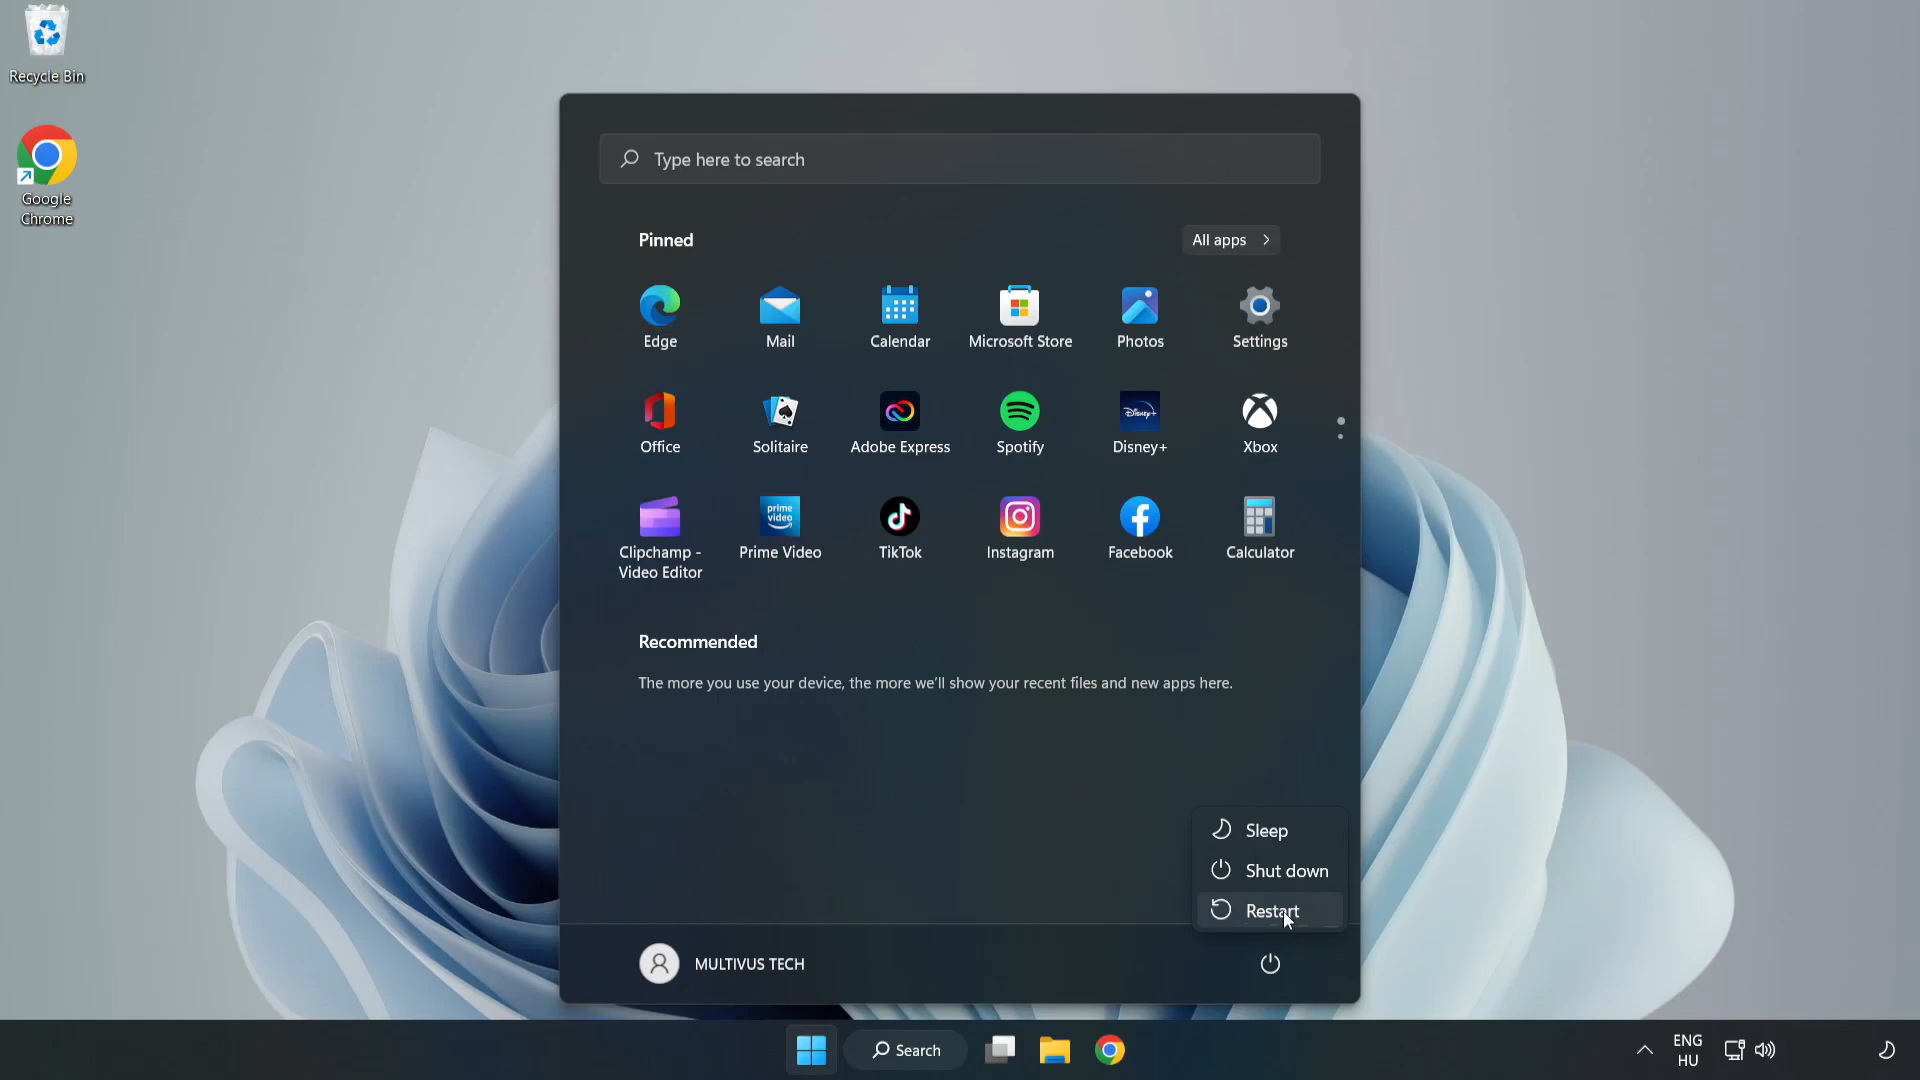 Recycle Bin
Google
Chrome
Type here to search
Pinned
All apps
Edge
Mail
Calendar
Microsoft Store
Photos
Settings
Office
Solitaire
Adobe Express
Spotify
Disney+
Disney+
Xbox
prime
video
Clipchamp -
Video Editor
Prime Video
TikTok
Instagram
Facebook
Calculator
Recommended
The more you use your device, the more we'll show your recent files and new apps here.
Sleep
Shut down
Restart
MULTIVUS TECH
Search
ENG
HU